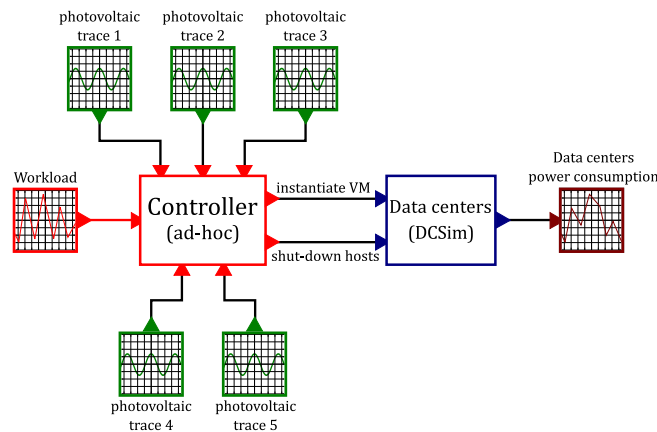 photovoltaic
trace 1
photovoltaic
trace 2
photovoltaic
trace 3
Workload
Controller
(ad-hoc)
instantiate VM
shut-down hosts
Data centers
(DCSim)
Data centers
power consumption
photovoltaic
trace 4
photovoltaic
trace 5